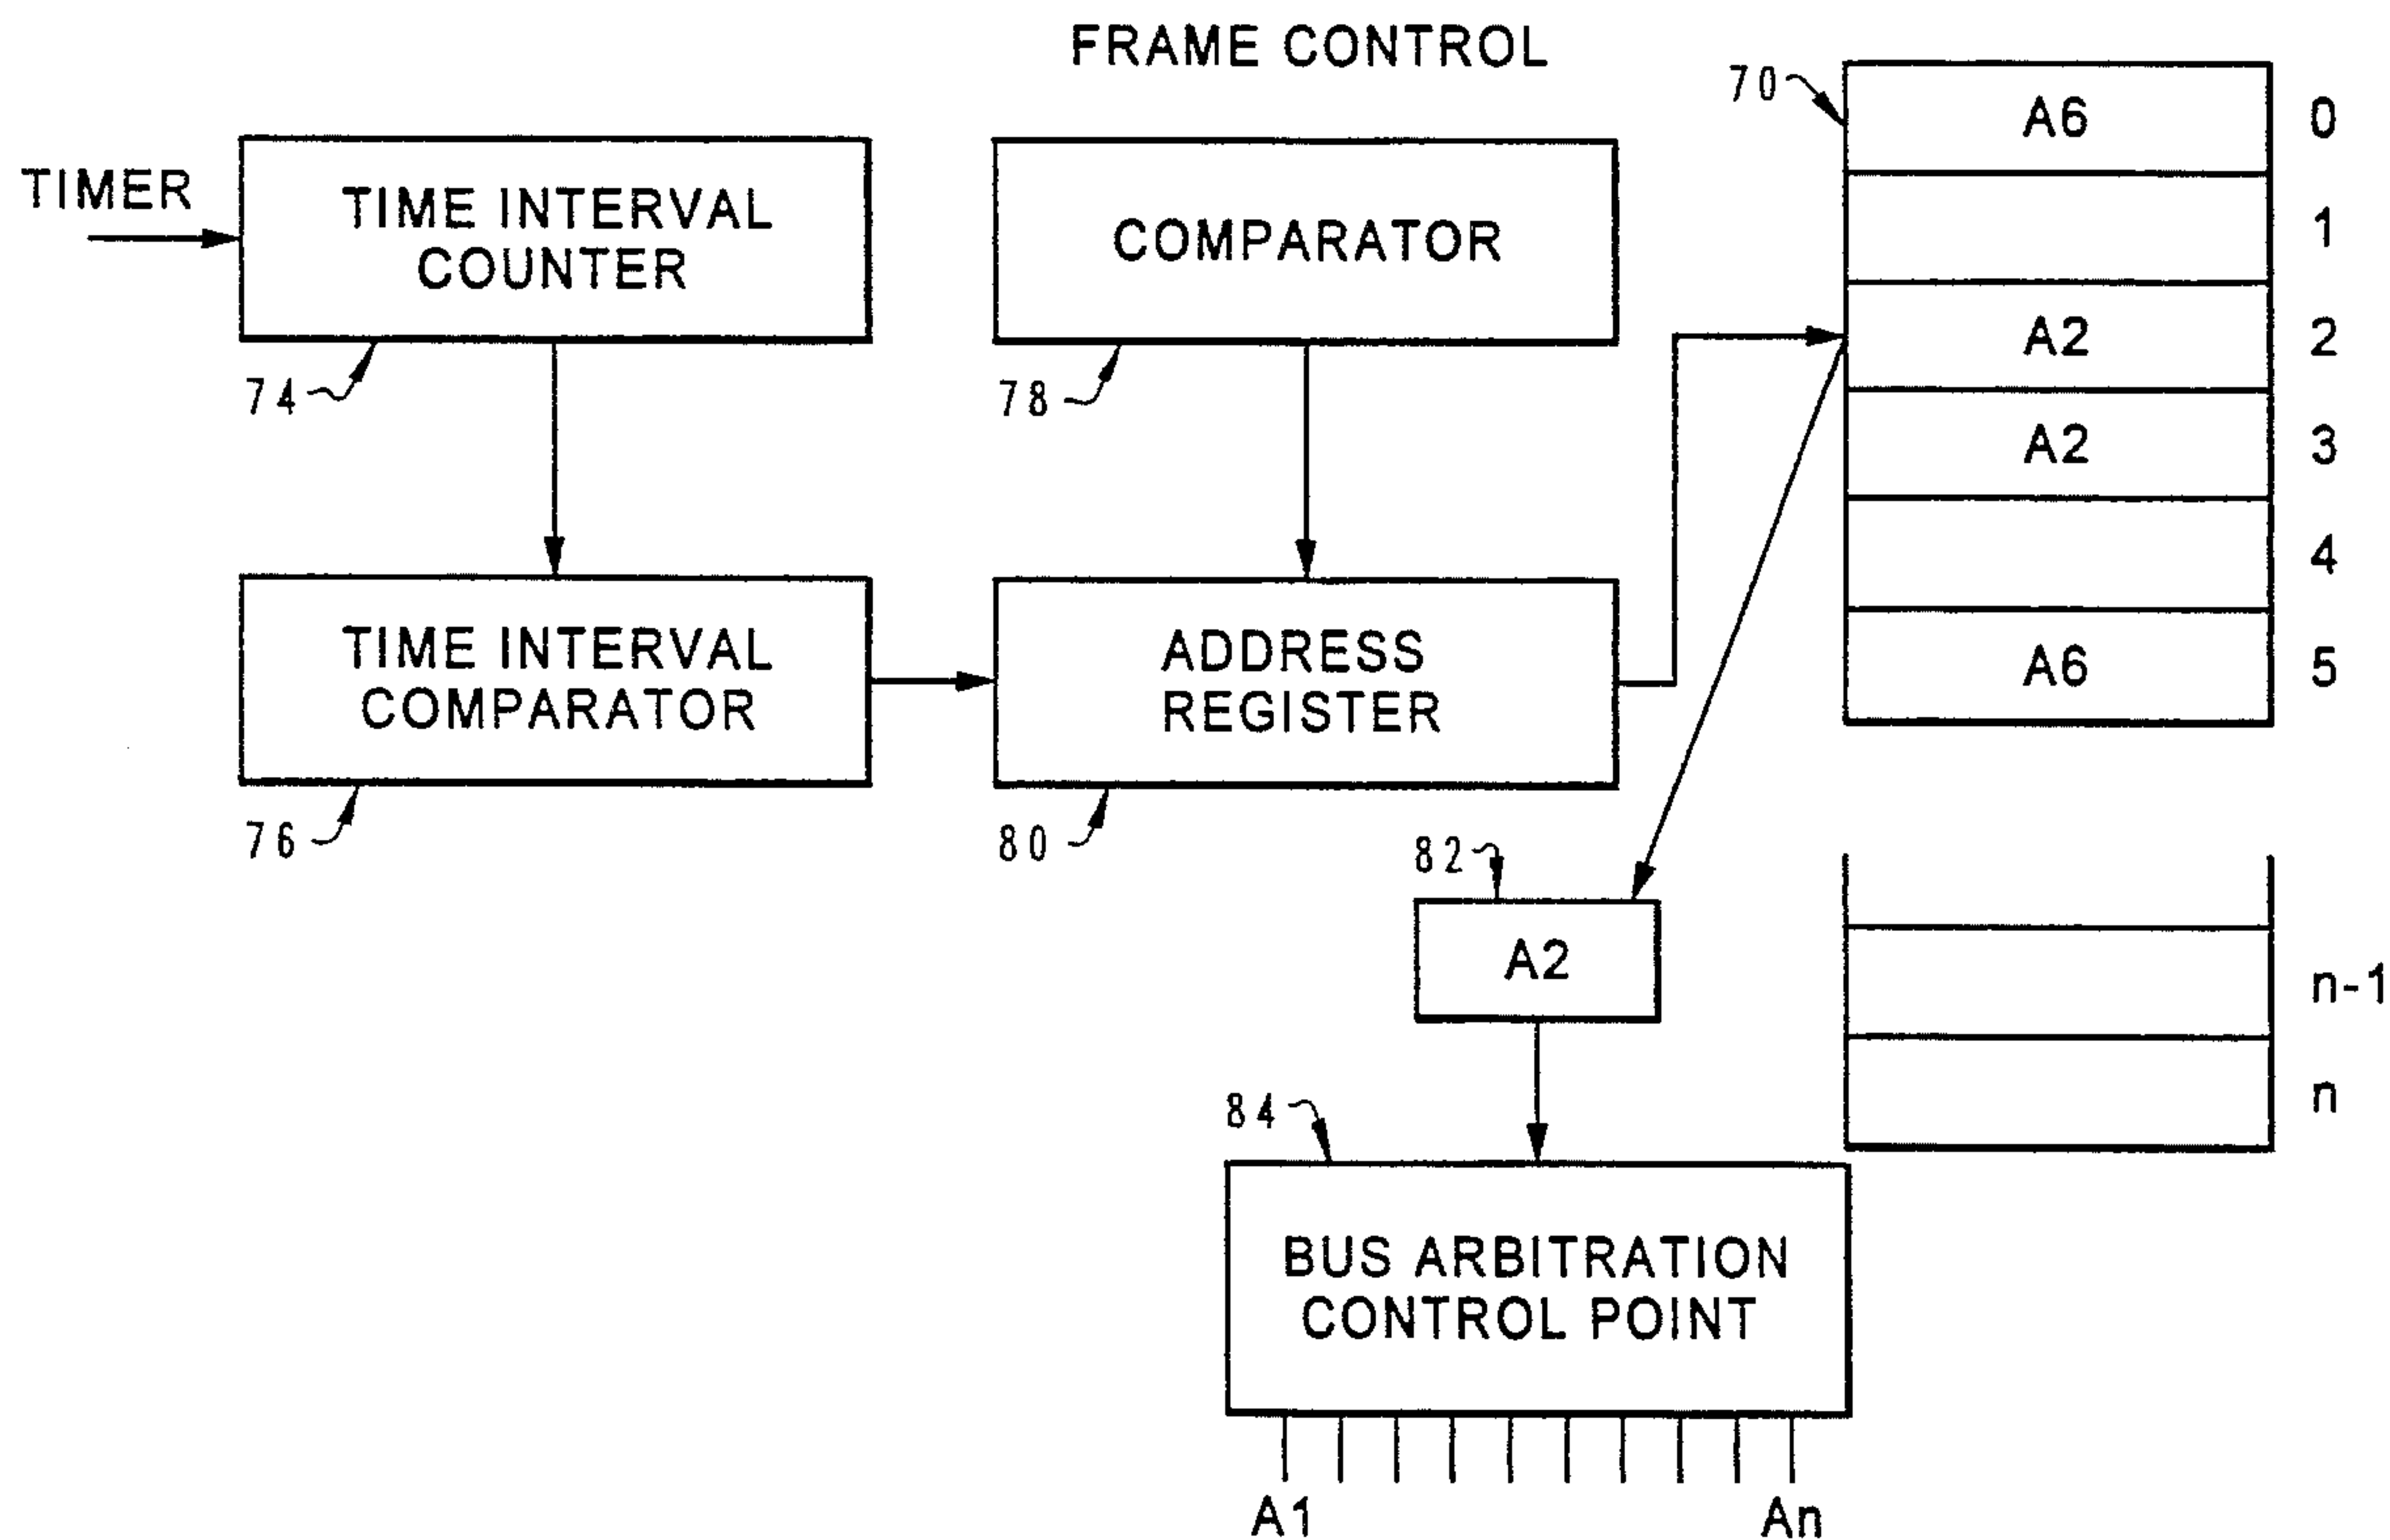 FRAME CONTROL
70
A6
0
TIMER
TIME INTERVAL
COUNTER
COMPARATOR
1
74
78
A2
2
A2
3
4
TIME INTERVAL
COMPARATOR
ADDRESS
REGISTER
A6
5
76
80
82
A2
n-1
84
n
BUS ARBITRATION
CONTROL POINT
A1
An